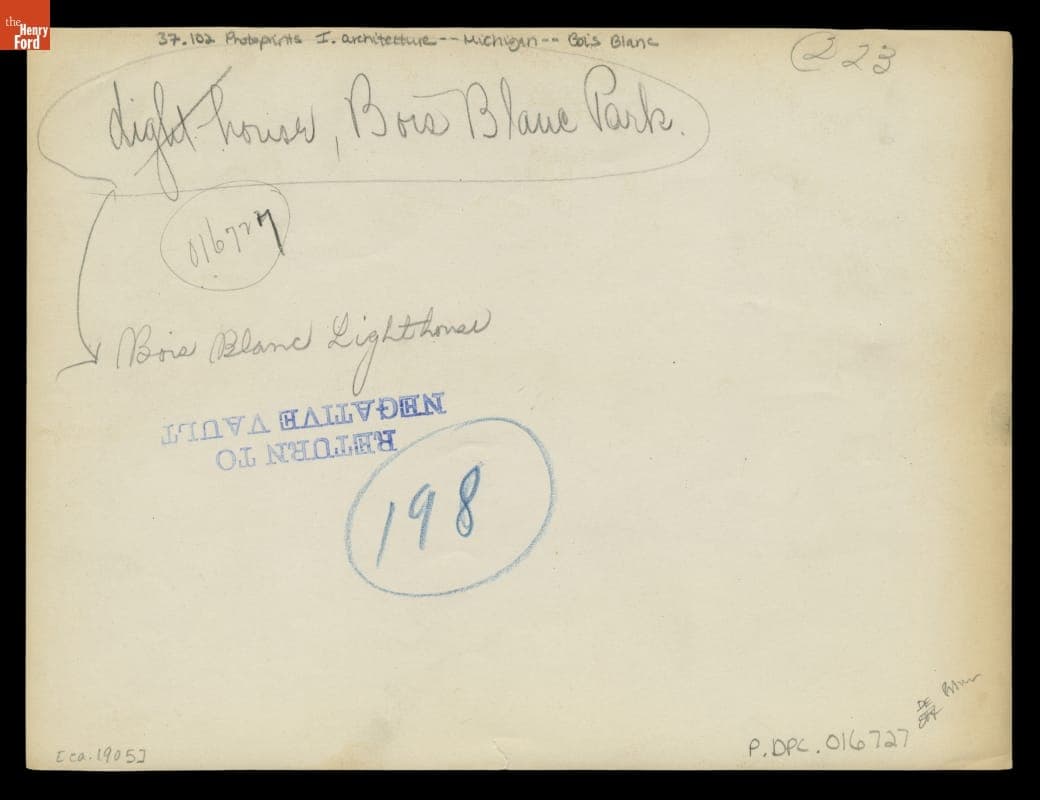 the
Henry
Ford
37.102 Photoprints I. architecture -- Michigan -- Bois Blanc
223
Light-house, Bois Blanc Park.
016727
Bois Blanc Lighthouse
RETURN TO
NEGATIVE VAULT
198
DE
[ca. 1905]
P.DPC.016727